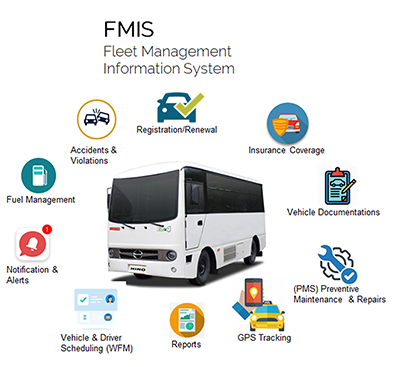 FMIS
Fleet Management
Information System
Registration/Renewal
Accidents &
Violations
Insurance Coverage
Fuel Management
Vehicle Documentations
1
Notification &
Alerts
(PMS) Preventive
Maintenance & Repairs
HINO
Vehicle & Driver
Scheduling (WFM)
Reports
GPS Tracking